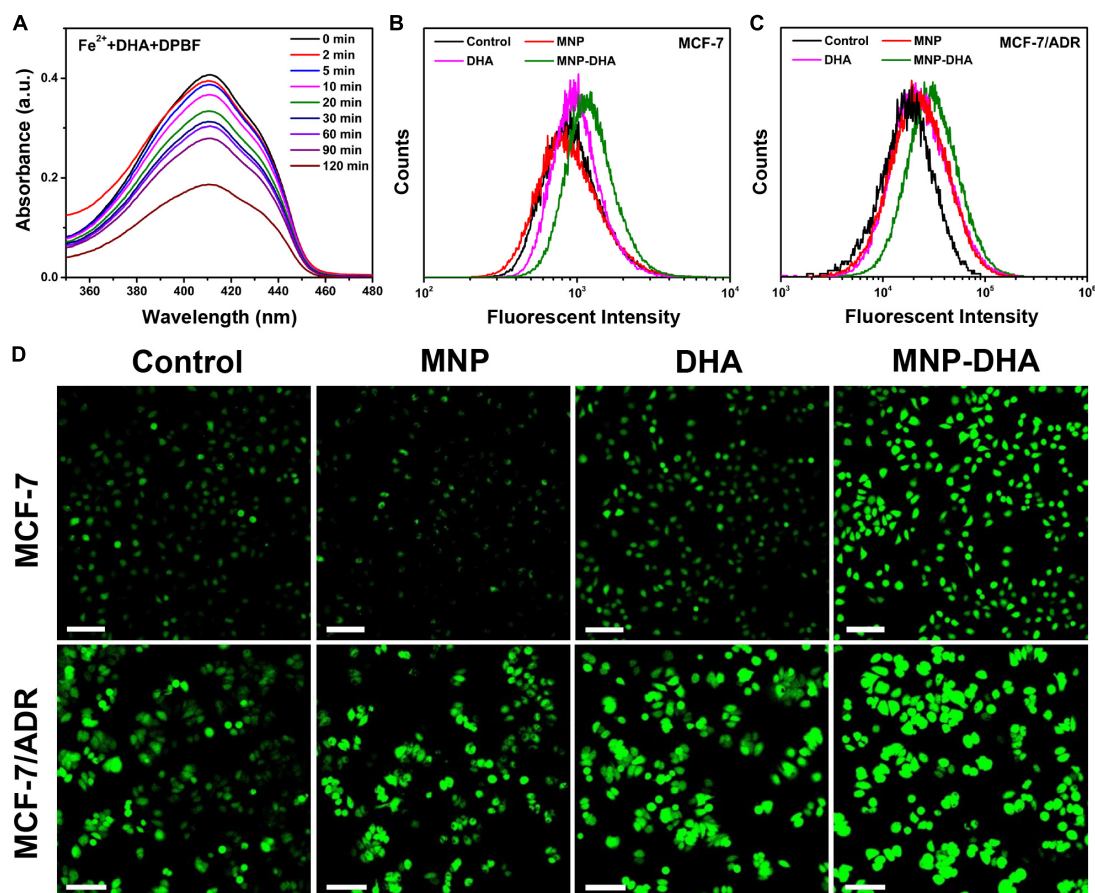 A
Fe2++DHA+DPBF
0 min
2 min
5 min
10 min
20 min
30 min
60 min
90 min
120 min
0.4
0.2
0.0
Absorbance (a.u.)
360 380 400 420 440 460 480
Wavelength (nm)
B
Control MNP MCF-7
DHA MNP-DHA
Counts
10² 10³ 10⁴
Fluorescent Intensity
C
Control MNP MCF-7/ADR
DHA MNP-DHA
Counts
10³ 10⁴ 10⁵ 10⁶
Fluorescent Intensity
D
Control MNP DHA MNP-DHA
MCF-7
MCF-7/ADR